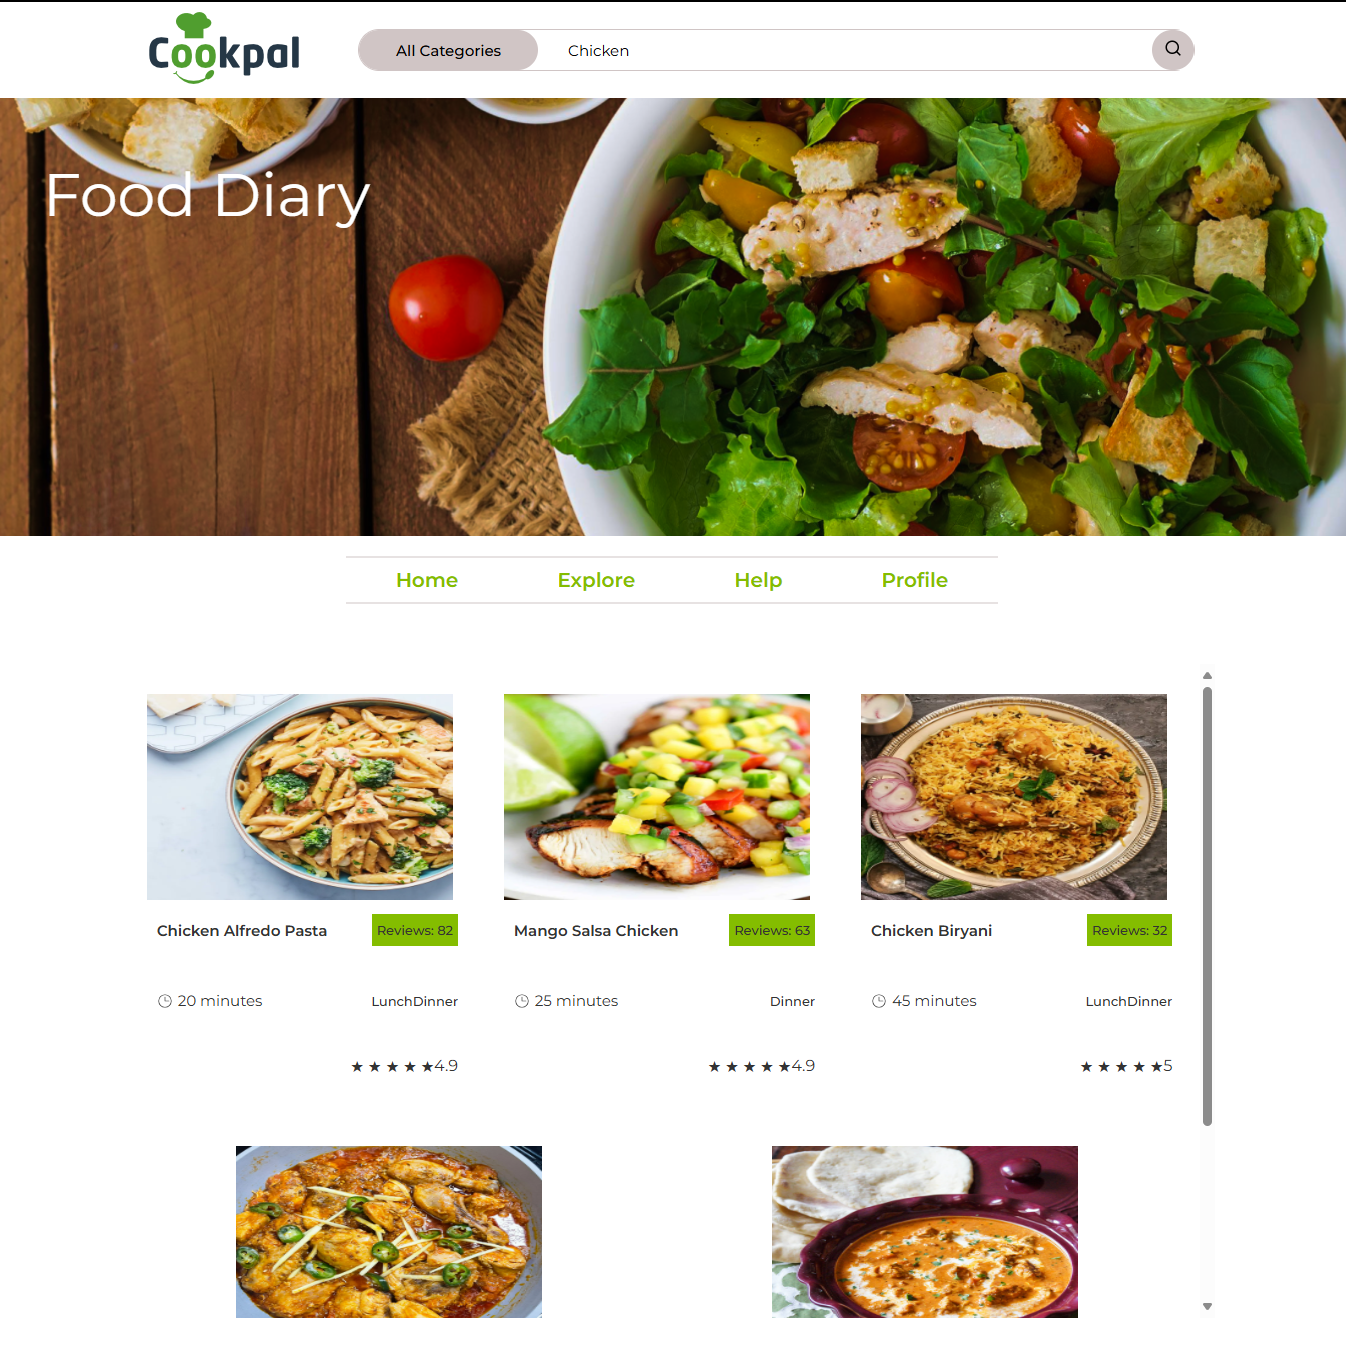 Cookpal
All Categories
Chicken
Food Diary
Home
Explore
Help
Profile
Chicken Alfredo Pasta
Reviews: 82
20 minutes
LunchDinner
★ ★ ★ ★ ★4.9
Mango Salsa Chicken
Reviews: 63
25 minutes
Dinner
★ ★ ★ ★ ★4.9
Chicken Biryani
Reviews: 32
45 minutes
LunchDinner
★ ★ ★ ★ ★5